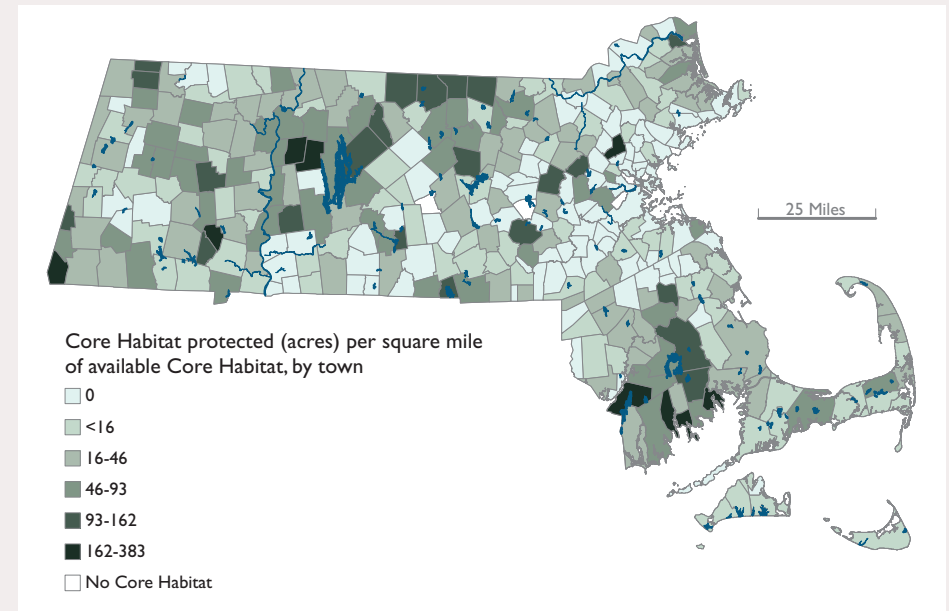 25 Miles
Core Habitat protected (acres) per square mile
of available Core Habitat, by town
0
<16
16-46
46-93
93-162
162-383
No Core Habitat